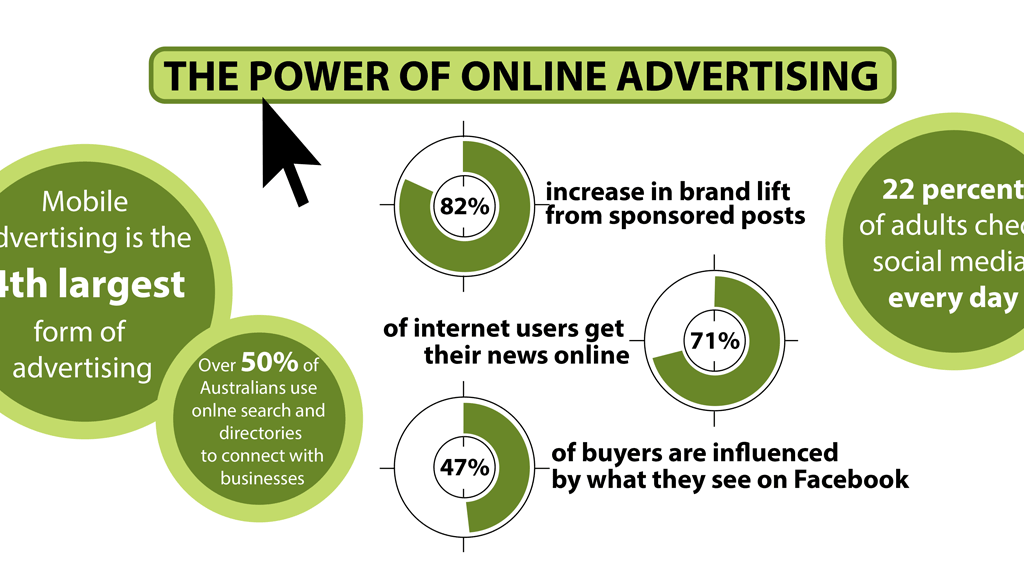 THE POWER OF ONLINE ADVERTISING
Mobile
dvertising is the
4th largest
form of
advertising
Over 50% of
Australians use
onlne search and
directories
to connect with
businesses
82%
increase in brand lift
from sponsored posts
of internet users get
their news online
71%
47%
of buyers are influenced
by what they see on Facebook
22 percent
of adults chec
social media
every day